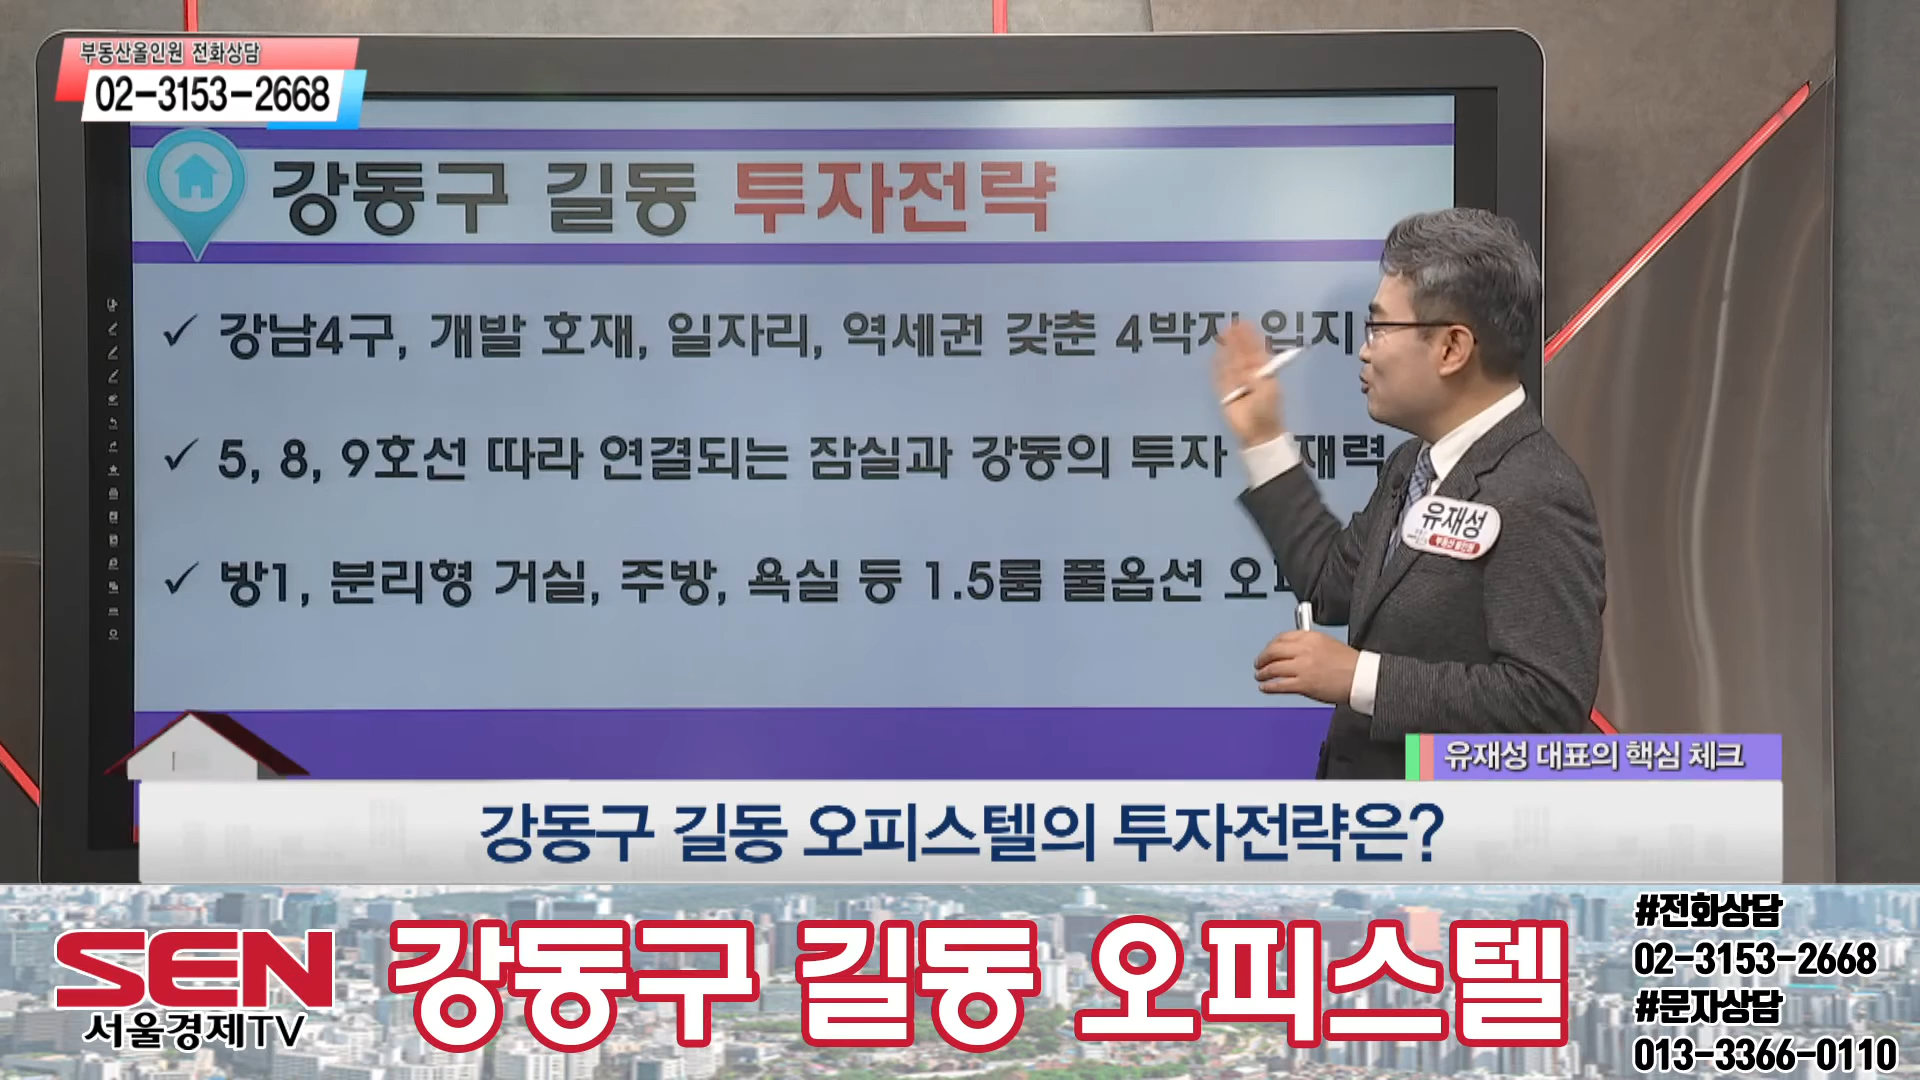 부동산올인원 전화상담
02-3153-2668
강동구 길동 투자전략
✓ 강남4구, 개발 호재, 일자리, 역세권 갖춘 4박자 입지
✓ 5, 8, 9호선 따라 연결되는 잠실과 강동의 투자 재력
✓ 방1, 분리형 거실, 주방, 욕실 등 1.5룸 풀옵션 오피
유재성
부동산 올인원
유재성 대표의 핵심 체크
강동구 길동 오피스텔의 투자전략은?
SEN
서울경제TV
강동구 길동 오피스텔
#전화상담
02-3153-2668
#문자상담
013-3366-0110